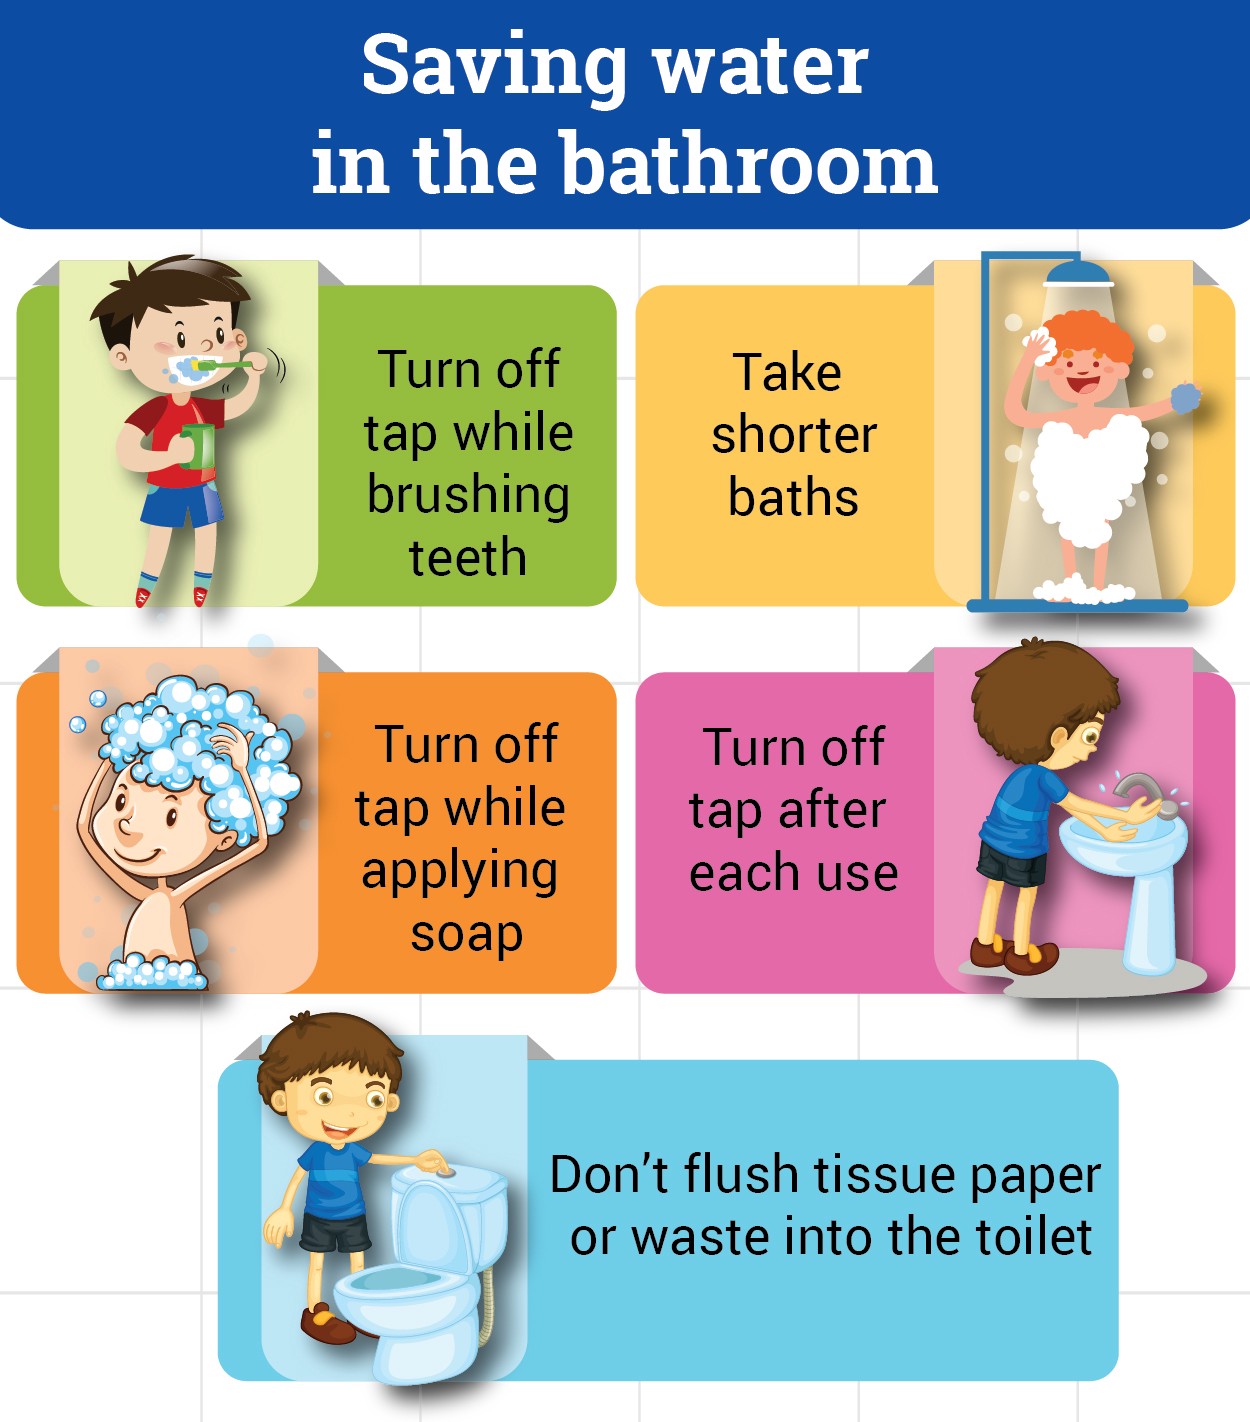 Saving water
in the bathroom
Turn off
tap while
brushing
teeth
Take
shorter
baths
Turn off
tap while
applying
soap
Turn off
tap after
each use
Don’t flush tissue paper
or waste into the toilet